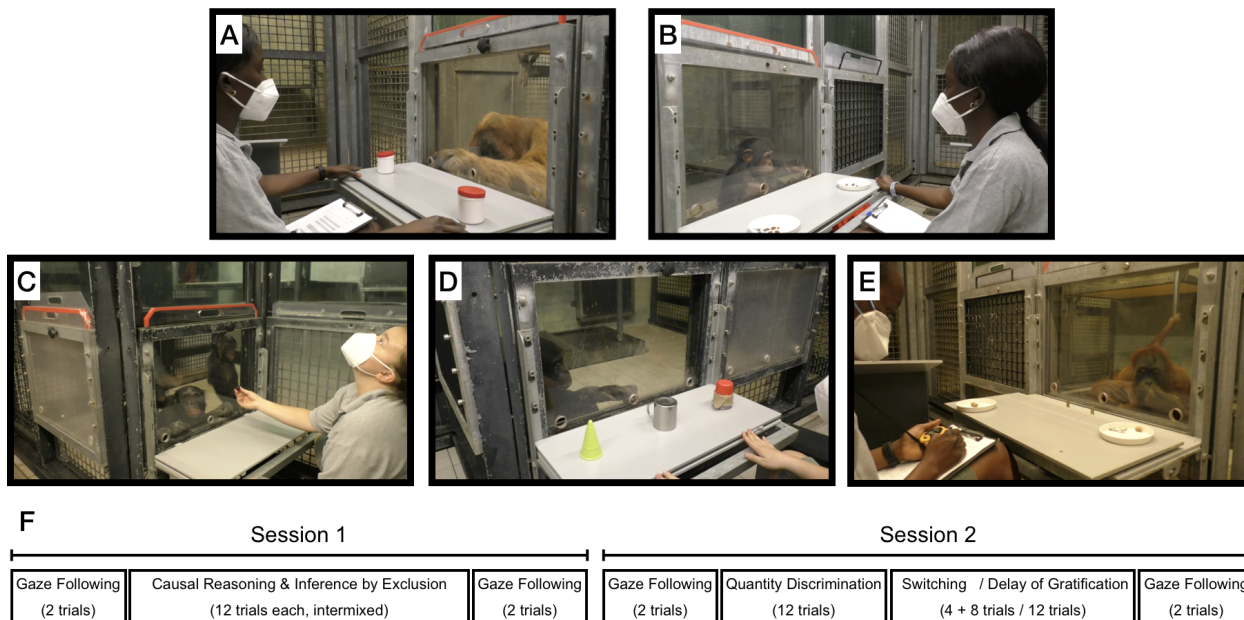 A
B
C
D
E
F
Session 1
Session 2
Gaze Following
(2 trials)
Causal Reasoning & Inference by Exclusion
(12 trials each, intermixed)
Gaze Following
(2 trials)
Gaze Following
(2 trials)
Quantity Discrimination
(12 trials)
Switching / Delay of Gratification
(4 + 8 trials / 12 trials)
Gaze Following
(2 trials)